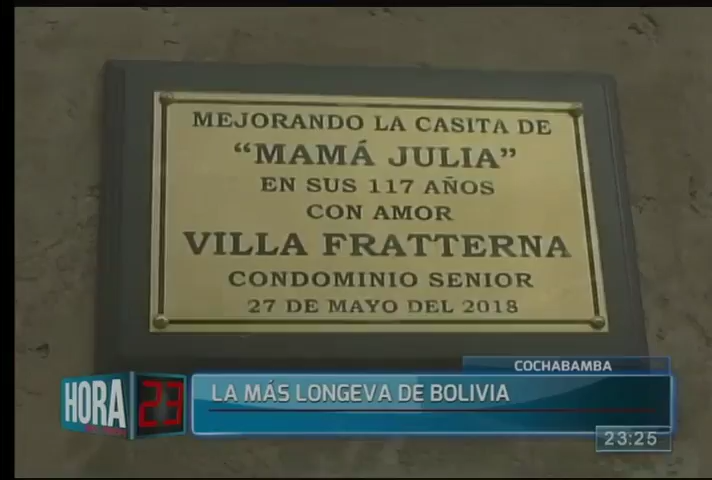 MEJORANDO LA CASITA DE
“MAMÁ JULIA”
EN SUS 117 AÑOS
CON AMOR
VILLA FRATTERNA
CONDOMINIO SENIOR
27 DE MAYO DEL 2018
COCHABAMBA
HORA 23
LA MÁS LONGEVA DE BOLIVIA
23:25